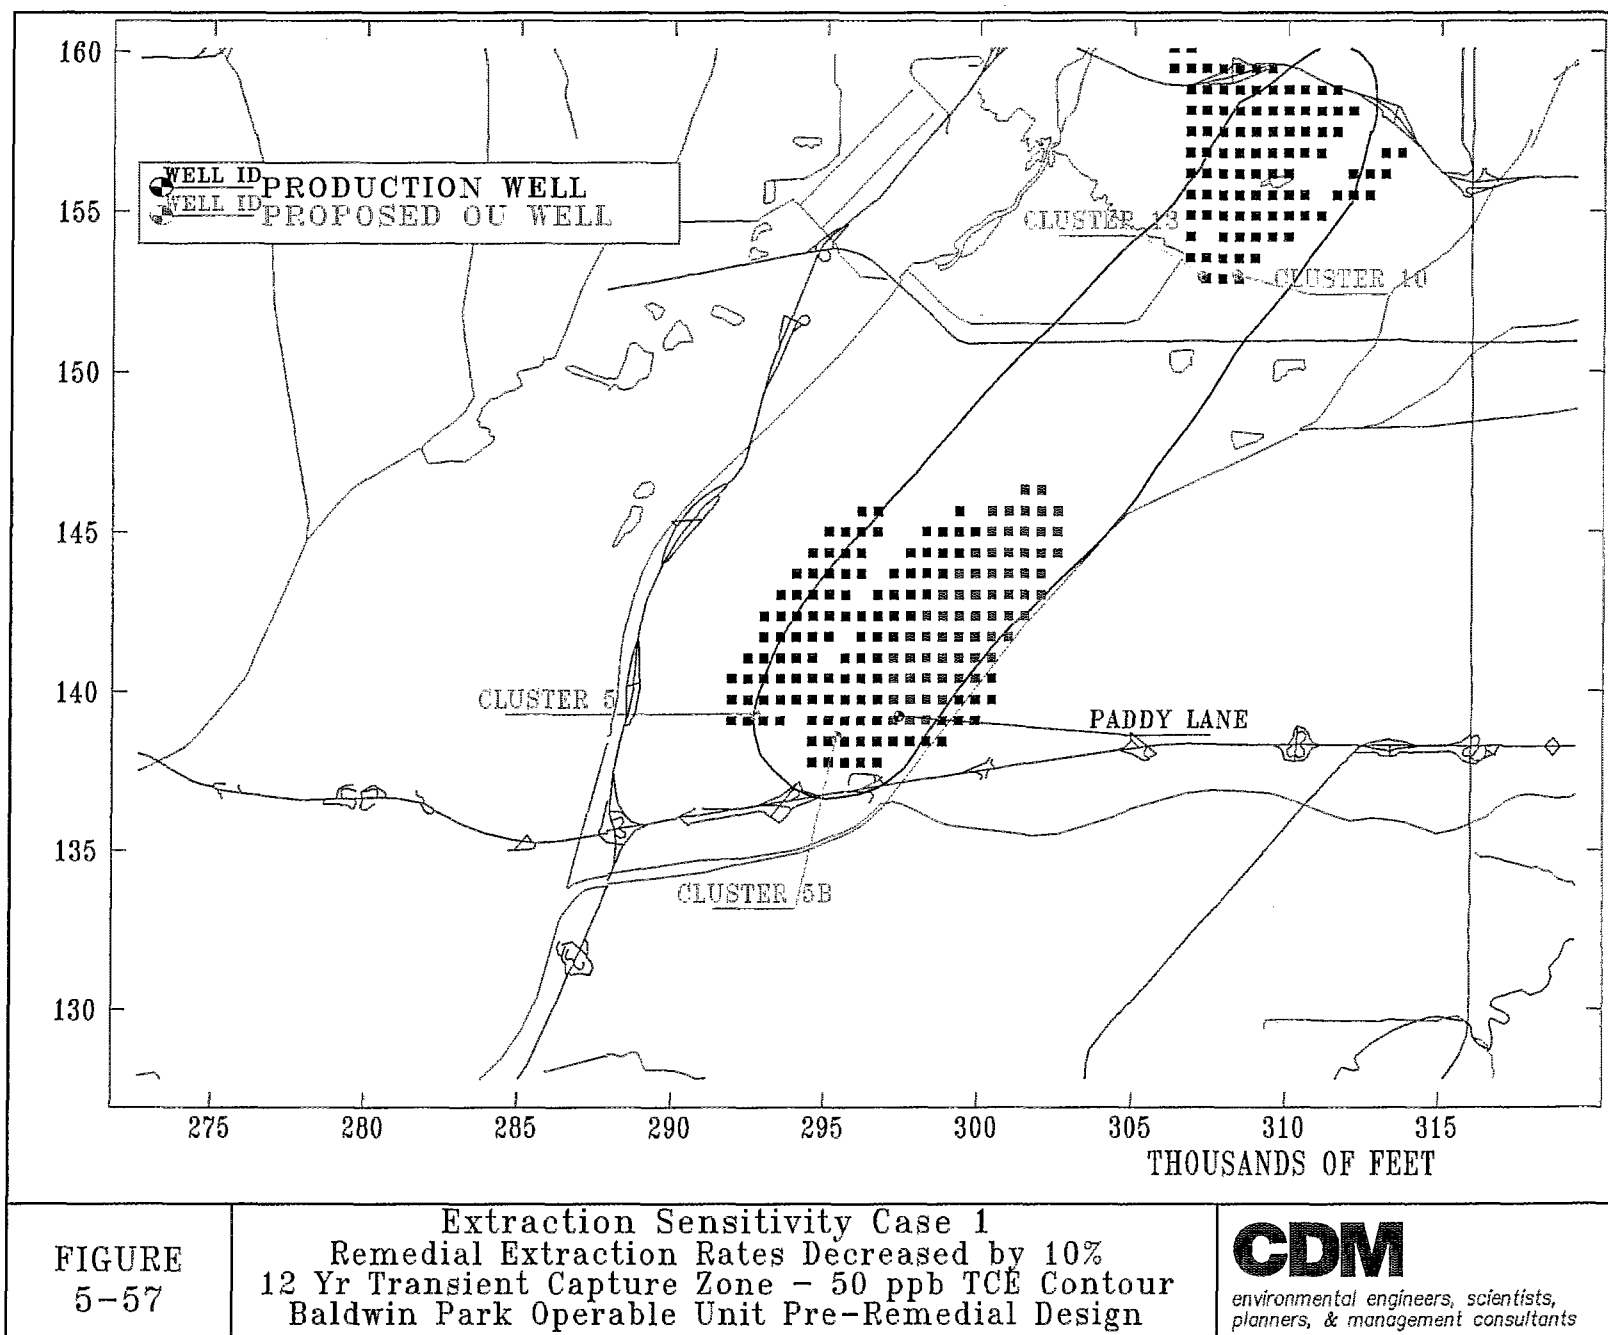 160
155
150
145
140
135
130
WELL ID PRODUCTION WELL
WELL ID PROPOSED OU WELL
CLUSTER 13
CLUSTER 10
CLUSTER 5
PADDY LANE
CLUSTER 5B
275 280 285 290 295 300 305 310 315
THOUSANDS OF FEET
FIGURE
5-57
Extraction Sensitivity Case 1
Remedial Extraction Rates Decreased by 10%
12 Yr Transient Capture Zone - 50 ppb TCE Contour
Baldwin Park Operable Unit Pre-Remedial Design
CDM
environmental engineers, scientists,
planners, & management consultants